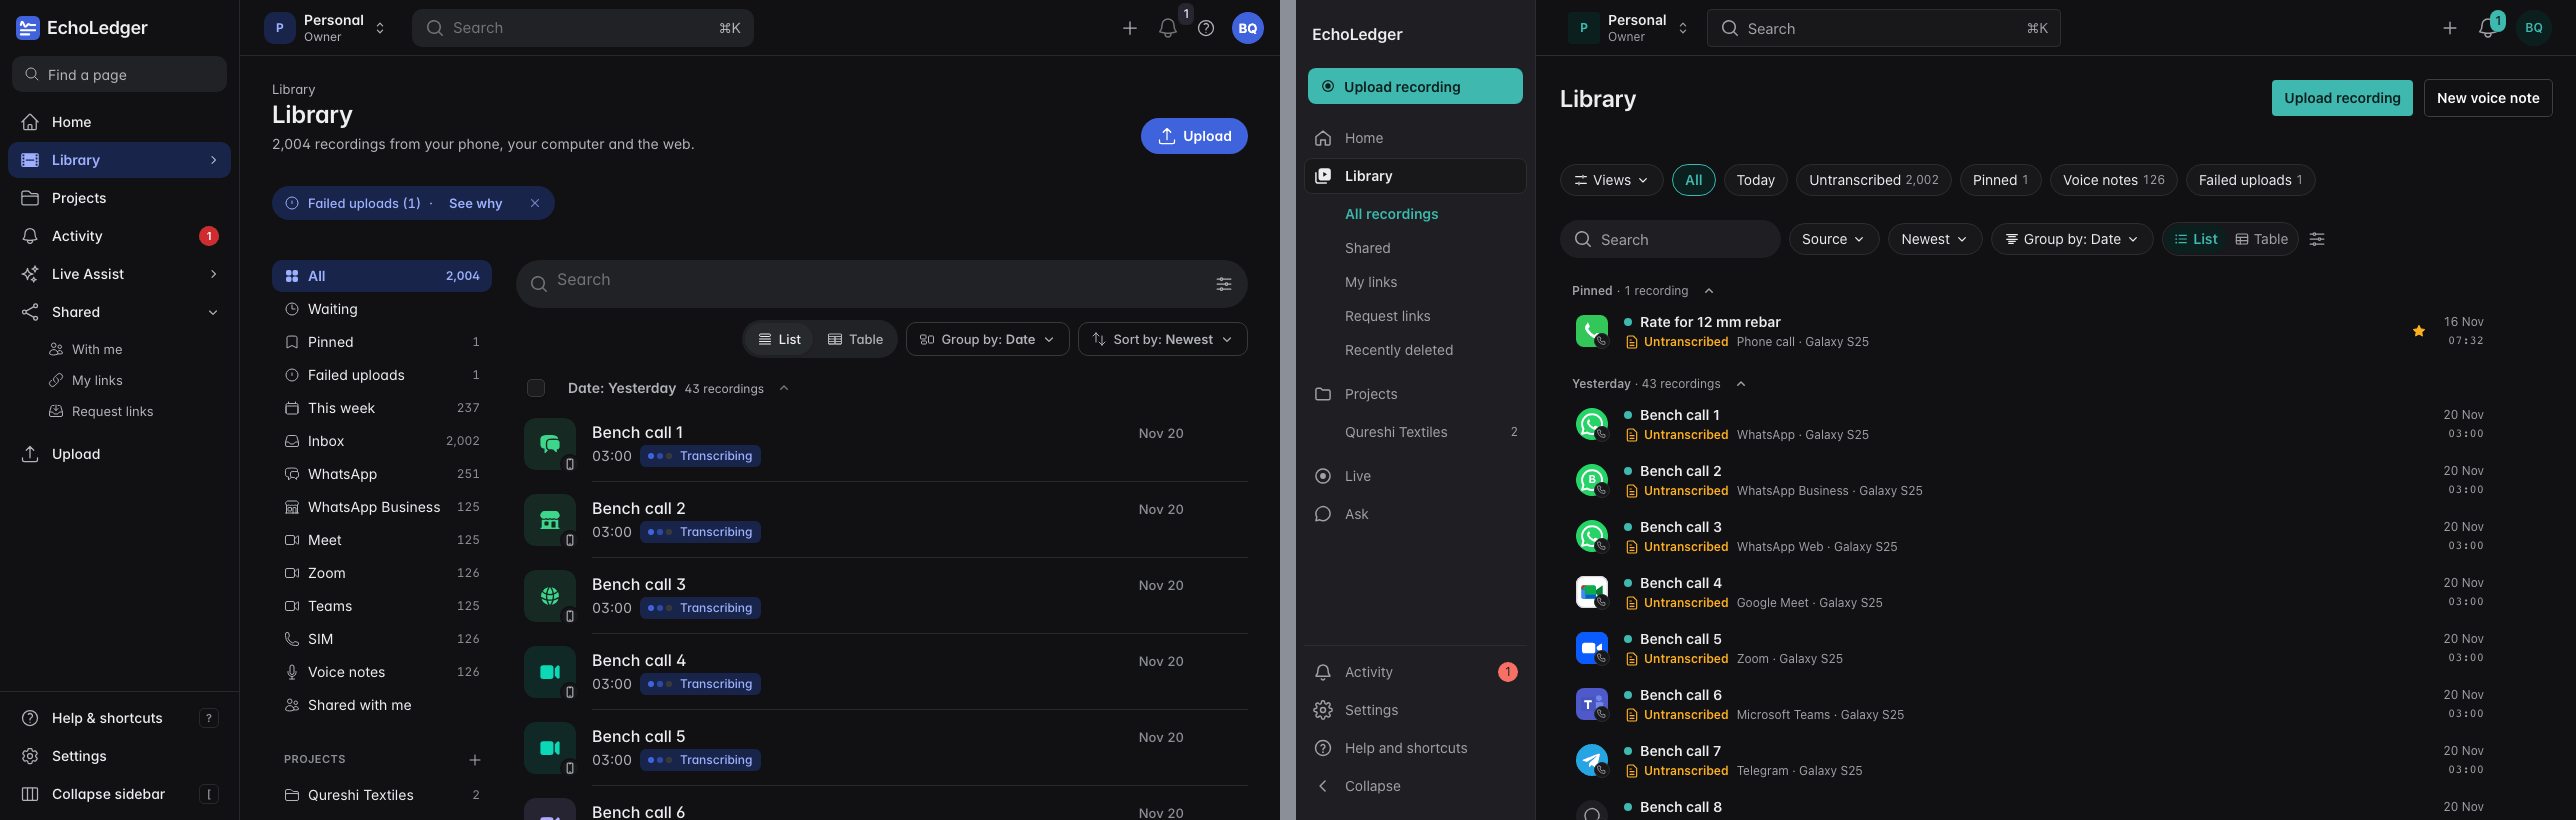 EchoLedger
Find a page
Home
Library
Projects
Activity 1
Live Assist
Shared
With me
My links
Request links
Upload
Help & shortcuts ?
Settings
Collapse sidebar [
P Personal
Owner
Search ⌘K
1
BQ
Library
Library
2,004 recordings from your phone, your computer and the web.
Upload
Failed uploads (1) · See why
All 2,004
Waiting
Pinned 1
Failed uploads 1
This week 237
Inbox 2,002
WhatsApp 251
WhatsApp Business 125
Meet 125
Zoom 126
Teams 125
SIM 126
Voice notes 126
Shared with me
PROJECTS
Qureshi Textiles 2
Search
List Table Group by: Date Sort by: Newest
Date: Yesterday 43 recordings
Bench call 1 Nov 20
03:00 Transcribing
Bench call 2 Nov 20
03:00 Transcribing
Bench call 3 Nov 20
03:00 Transcribing
Bench call 4 Nov 20
03:00 Transcribing
Bench call 5 Nov 20
03:00 Transcribing
Bench call 6 Nov 20
EchoLedger
Upload recording
Home
Library
All recordings
Shared
My links
Request links
Recently deleted
Projects
Qureshi Textiles 2
Live
Ask
Activity 1
Settings
Help and shortcuts
Collapse
P Personal
Owner
Search ⌘K
1
BQ
Library
Upload recording New voice note
Views All Today Untranscribed 2,002 Pinned 1 Voice notes 126 Failed uploads 1
Search Source Newest Group by: Date List Table
Pinned · 1 recording
Rate for 12 mm rebar 16 Nov
Untranscribed Phone call · Galaxy S25 07:32
Yesterday · 43 recordings
Bench call 1 20 Nov
Untranscribed WhatsApp · Galaxy S25 03:00
Bench call 2 20 Nov
Untranscribed WhatsApp Business · Galaxy S25 03:00
Bench call 3 20 Nov
Untranscribed WhatsApp Web · Galaxy S25 03:00
Bench call 4 20 Nov
Untranscribed Google Meet · Galaxy S25 03:00
Bench call 5 20 Nov
Untranscribed Zoom · Galaxy S25 03:00
Bench call 6 20 Nov
Untranscribed Microsoft Teams · Galaxy S25 03:00
Bench call 7 20 Nov
Untranscribed Telegram · Galaxy S25 03:00
Bench call 8 20 Nov